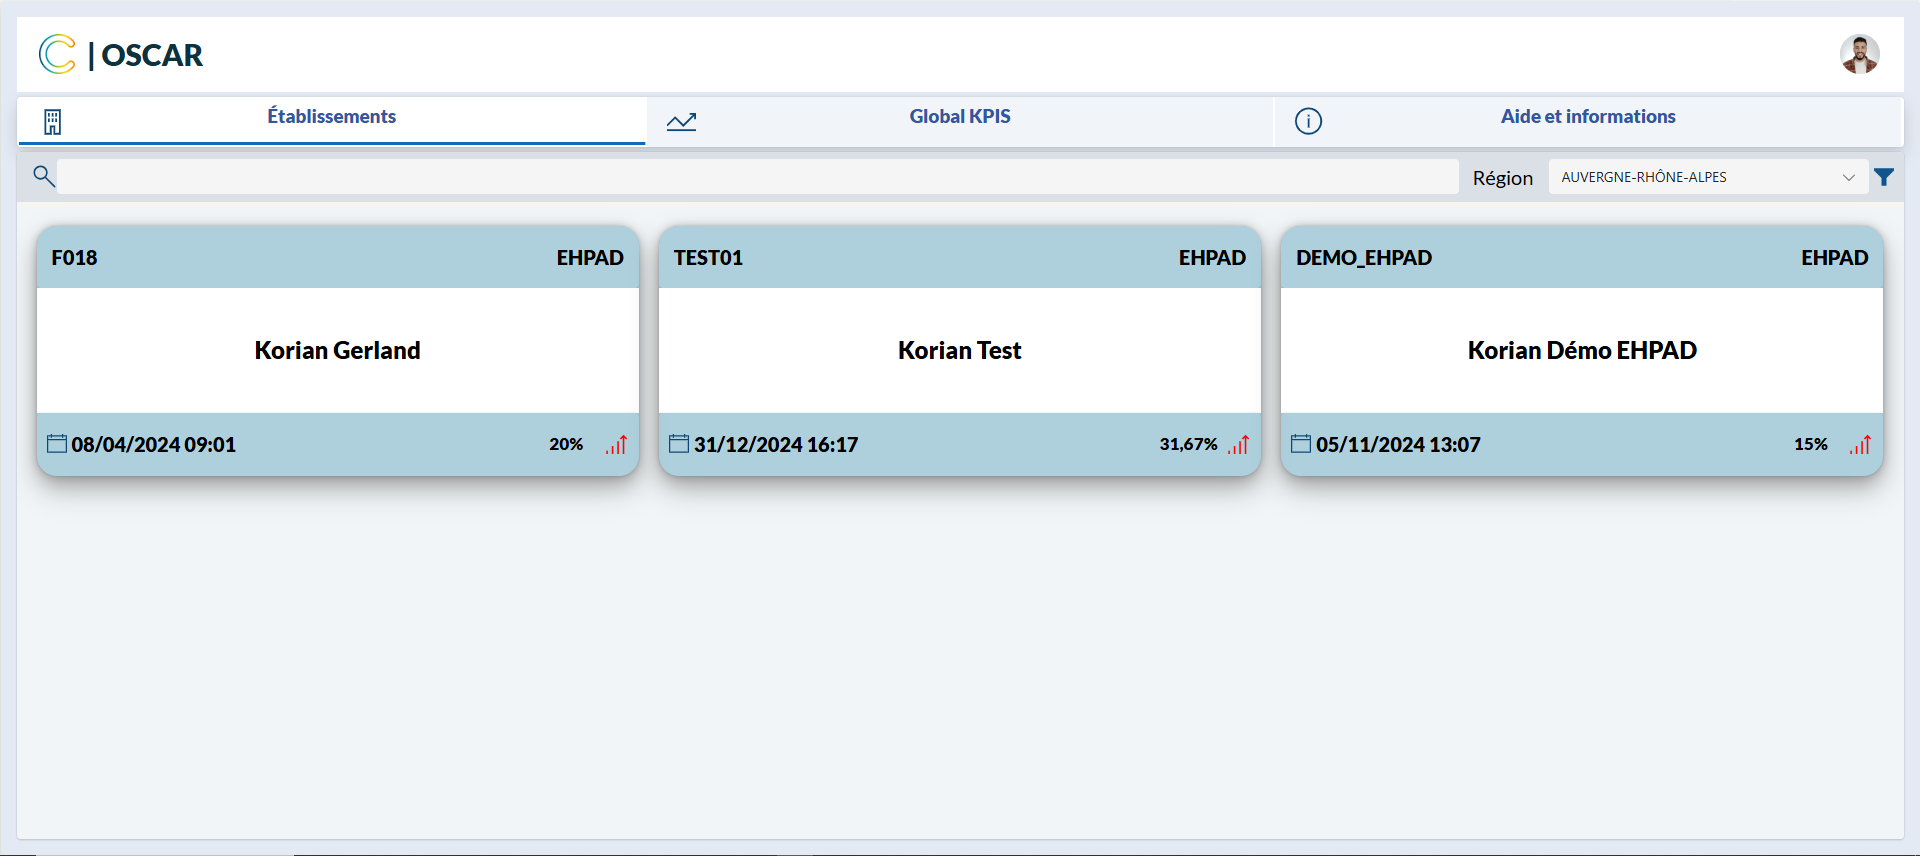 | OSCAR
Établissements
Global KPIS
Aide et informations
Région
AUVERGNE-RHÔNE-ALPES
F018
EHPAD
Korian Gerland
08/04/2024 09:01
20%
TEST01
EHPAD
Korian Test
31/12/2024 16:17
31,67%
DEMO_EHPAD
EHPAD
Korian Démo EHPAD
05/11/2024 13:07
15%